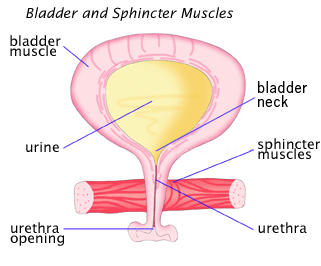 Bladder and Sphincter Muscles
bladder
muscle
bladder
neck
urine
sphincter
muscles
urethra
opening
urethra